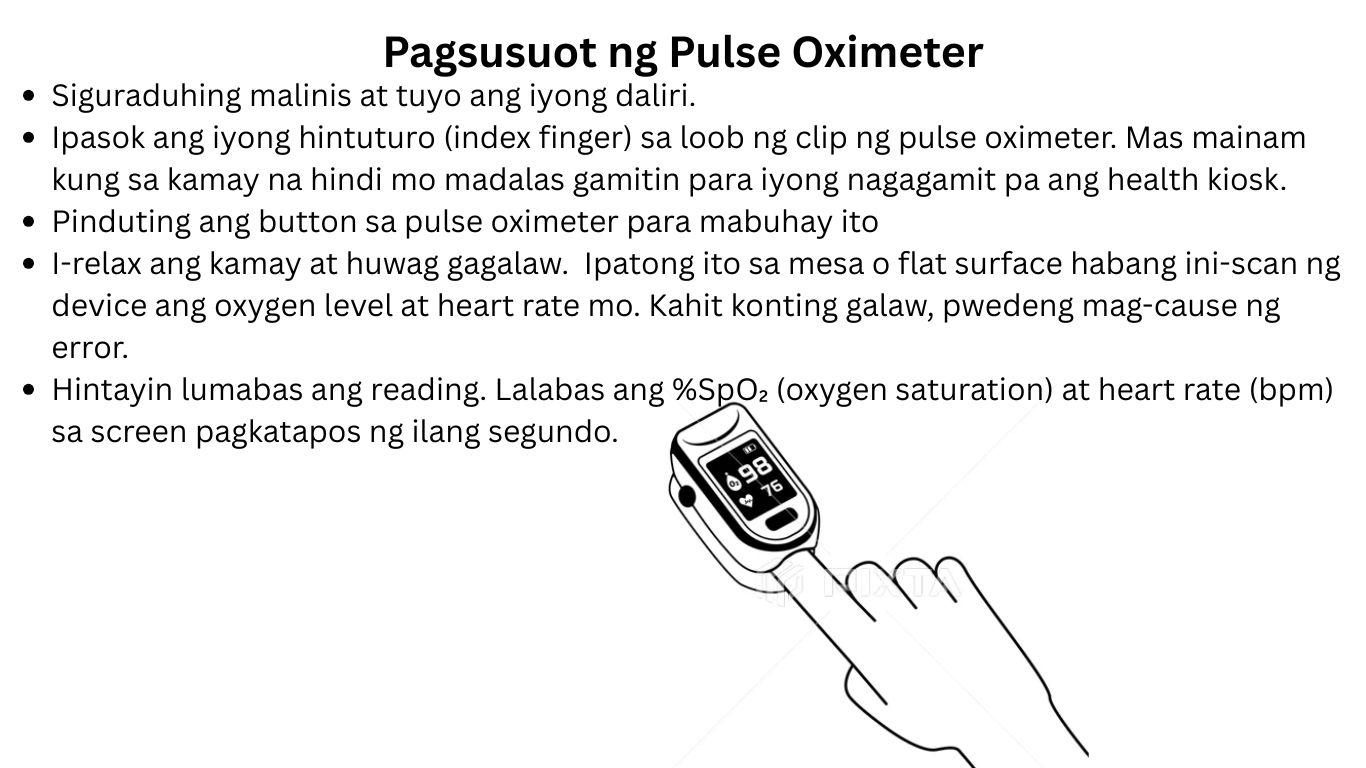 Pagsusuot ng Pulse Oximeter
• Siguraduhing malinis at tuyo ang iyong daliri.
• Ipasok ang iyong hintuturo (index finger) sa loob ng clip ng pulse oximeter. Mas mainam
kung sa kamay na hindi mo madalas gamitin para iyong nagagamit pa ang health kiosk.
• Pinduting ang button sa pulse oximeter para mabuhay ito
• I-relax ang kamay at huwag gagalaw.  Ipatong ito sa mesa o flat surface habang ini-scan ng
device ang oxygen level at heart rate mo. Kahit konting galaw, pwedeng mag-cause ng
error.
• Hintayin lumabas ang reading. Lalabas ang %SpO₂ (oxygen saturation) at heart rate (bpm)
sa screen pagkatapos ng ilang segundo.
O₂ 98
76
PIXTA